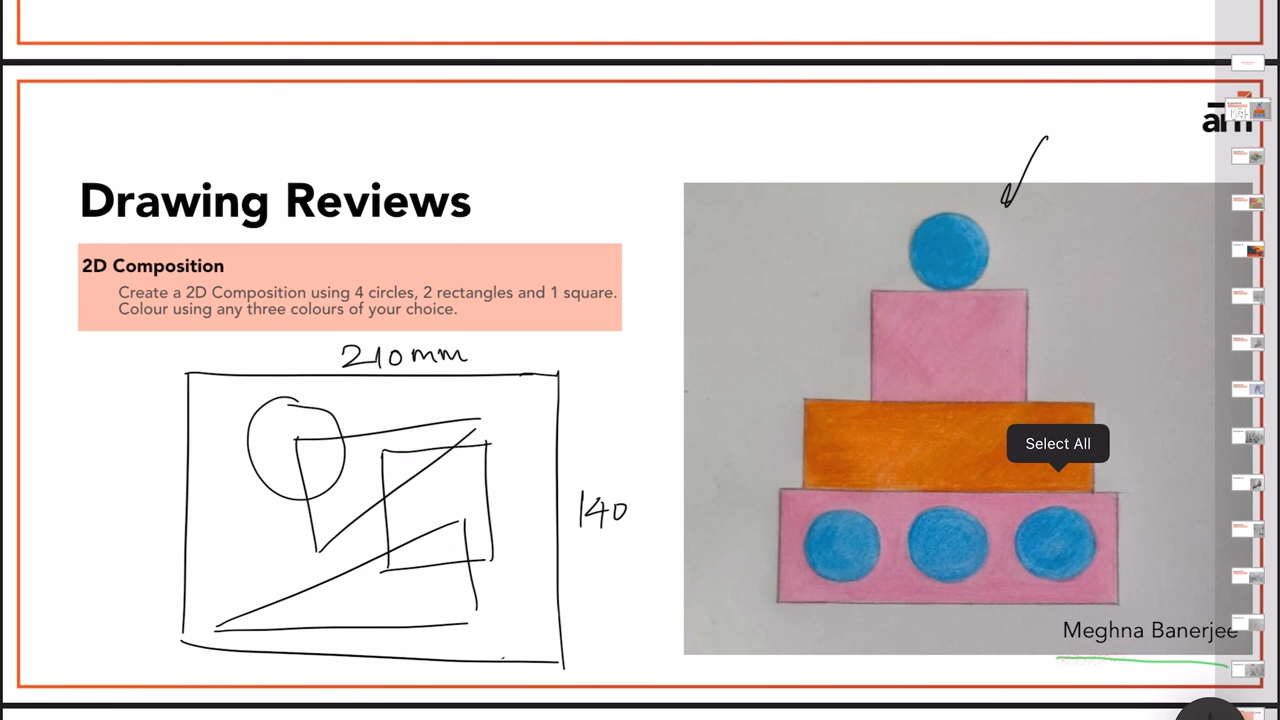 Drawing Reviews
2D Composition
Create a 2D Composition using 4 circles, 2 rectangles and 1 square.
Colour using any three colours of your choice.
210mm
140
Select All
Meghna Banerjee